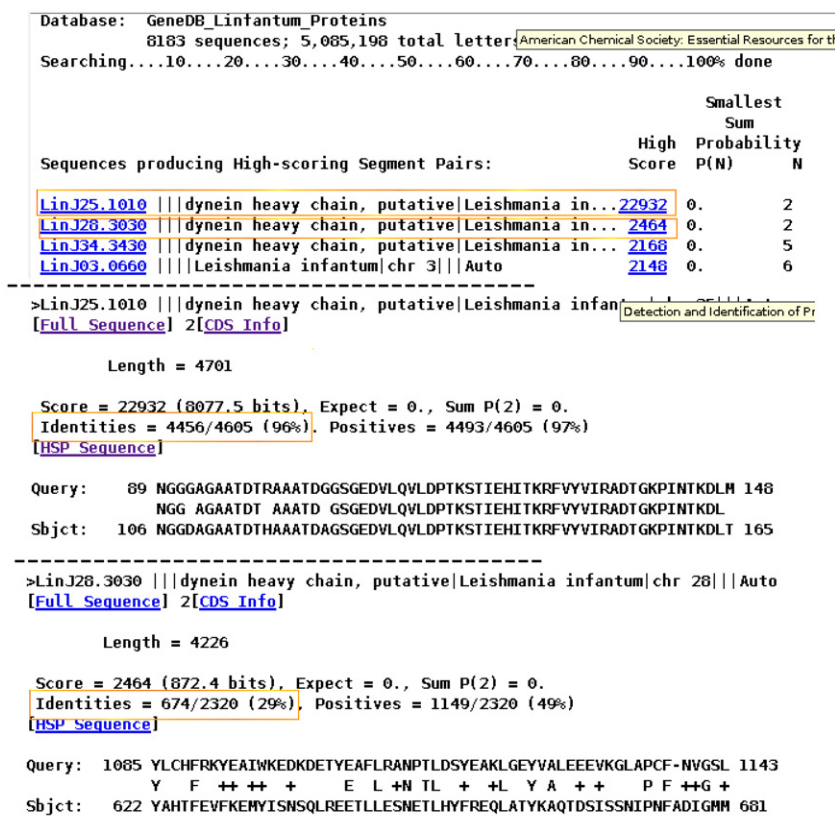 Database:  GeneDB_Linfantum_Proteins
8183 sequences; 5,085,198 total letters
American Chemical Society: Essential Resources for th
Searching....10....20....30....40....50....60....70....80....90....100% done
Smallest
Sum
High  Probability
Sequences producing High-scoring Segment Pairs:  Score  P(N)  N
LinJ25.1010 |||dynein heavy chain, putative|Leishmania in...22932  0.  2
LinJ28.3030 |||dynein heavy chain, putative|Leishmania in... 2464  0.  2
LinJ34.3430 |||dynein heavy chain, putative|Leishmania in... 2168  0.  5
LinJ03.0660 ||||Leishmania infantum|chr 3|||Auto  2148  0.  6
>LinJ25.1010 |||dynein heavy chain, putative|Leishmania infan
Detection and Identification of Pr
[Full Sequence] 2[CDS Info]
Length = 4701
Score = 22932 (8077.5 bits), Expect = 0., Sum P(2) = 0.
Identities = 4456/4605 (96%). Positives = 4493/4605 (97%)
[HSP Sequence]
Query:  89 NGGGAGAATDTRAAATDGGSGEDVLQVLDPTKSTIEHITKRFVYVIRADTGKPINTKDLM 148
NGG AGAATDT AAATD GSGEDVLQVLDPTKSTIEHITKRFVYVIRADTGKPINTKDL
Sbjct:  106 NGGDAGAATDTHAAATDAGSGEDVLQVLDPTKSTIEHITKRFVYVIRADTGKPINTKDLT 165
>LinJ28.3030 |||dynein heavy chain, putative|Leishmania infantum|chr 28|||Auto
[Full Sequence] 2[CDS Info]
Length = 4226
Score = 2464 (872.4 bits), Expect = 0., Sum P(2) = 0.
Identities = 674/2320 (29%), Positives = 1149/2320 (49%)
[HSP Sequence]
Query:  1085 YLCHFRKYEAIWKEDKDETYEAFLRANPTLDSYEAKLGEYVALEEEVKGLAPCF-NVGSL 1143
Y   F  ++ ++  +     E  L +N TL  +  +L  Y A  + +     P F ++G +
Sbjct:  622 YAHTFEVFKEMYISNSQLREETLLESNETLHYFREQLATYKAQTDSISSNIPNFADIGMM 681